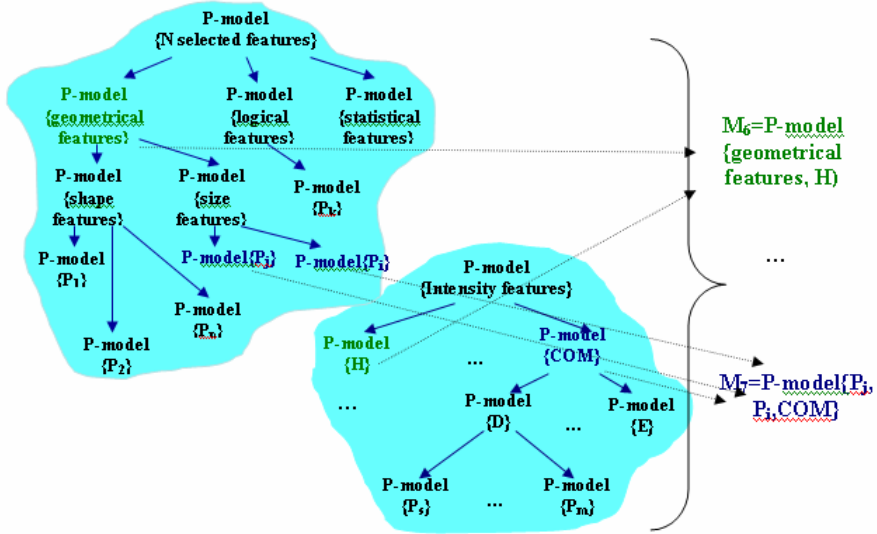 P-model
{N selected features}
P-model
{geometrical
features}
P-model
{logical
features}
P-model
{statistical
features}
P-model
{shape
features}
P-model
{size
features}
P-model
{Pk}
P-model
{P1}
P-model{Pj}
P-model{Pi}
P-model
{Pn}
P-model
{P2}
P-model
{Intensity features}
P-model
{H}
...
P-model
{COM}
...
P-model
{D}
...
P-model
{E}
P-model
{Ps}
...
P-model
{Pm}
M6=P-model
{geometrical
features, H)
...
M7=P-model{Pj,
Pi,COM}